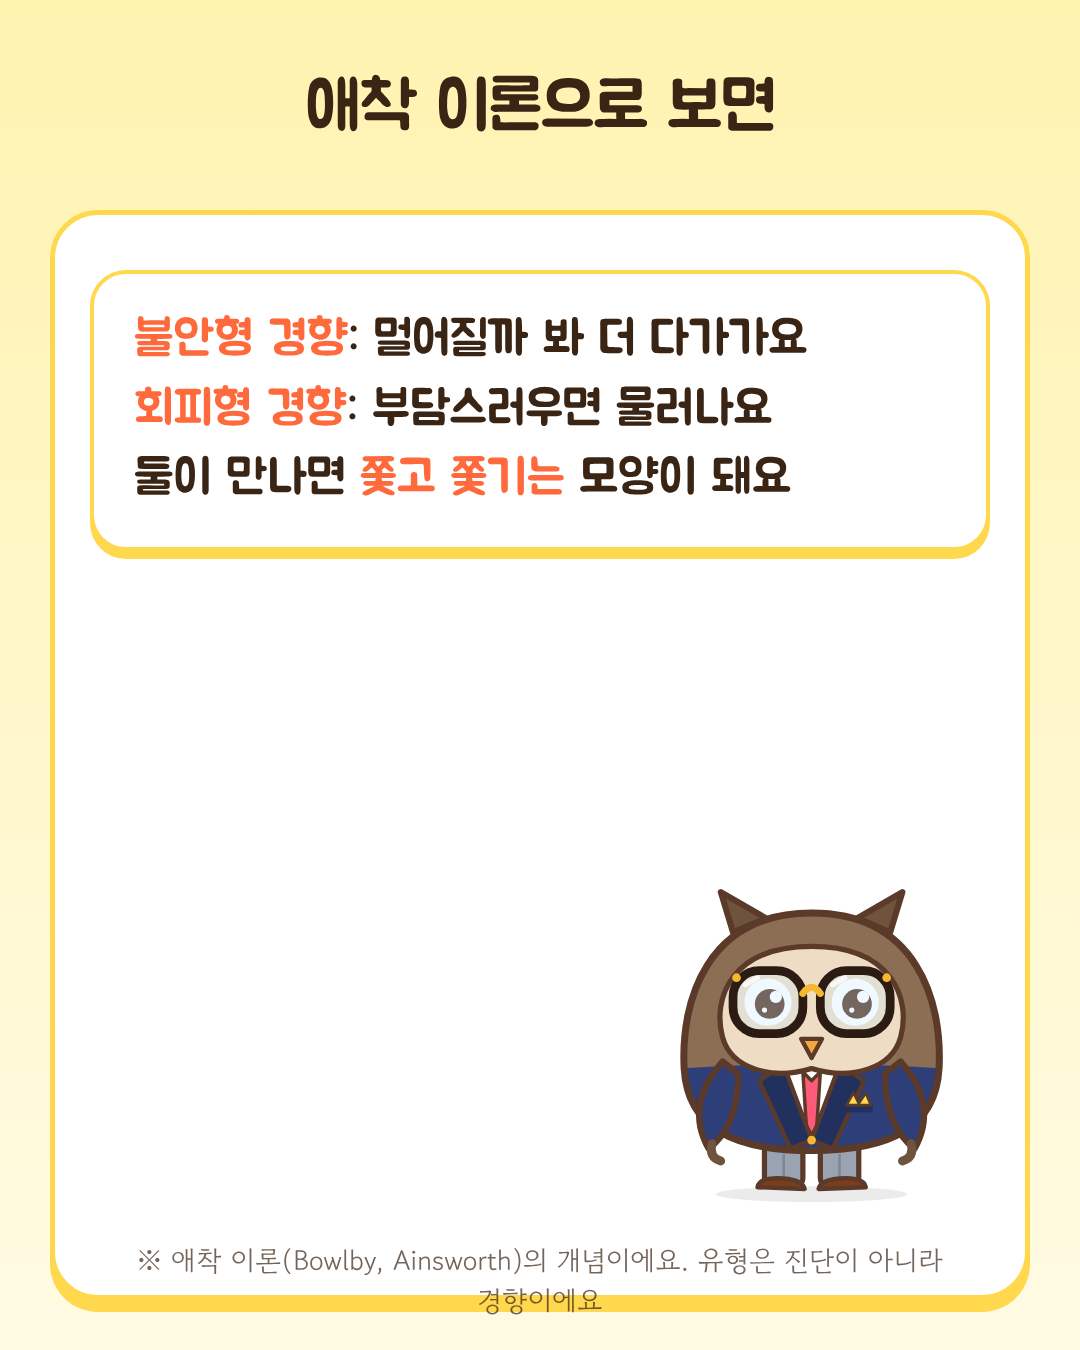 애착 이론으로 보면
불안형 경향: 멀어질까 봐 더 다가가요
회피형 경향: 부담스러우면 물러나요
둘이 만나면 쫓고 쫓기는 모양이 돼요
※ 애착 이론(Bowlby, Ainsworth)의 개념이에요. 유형은 진단이 아니라
경향이에요